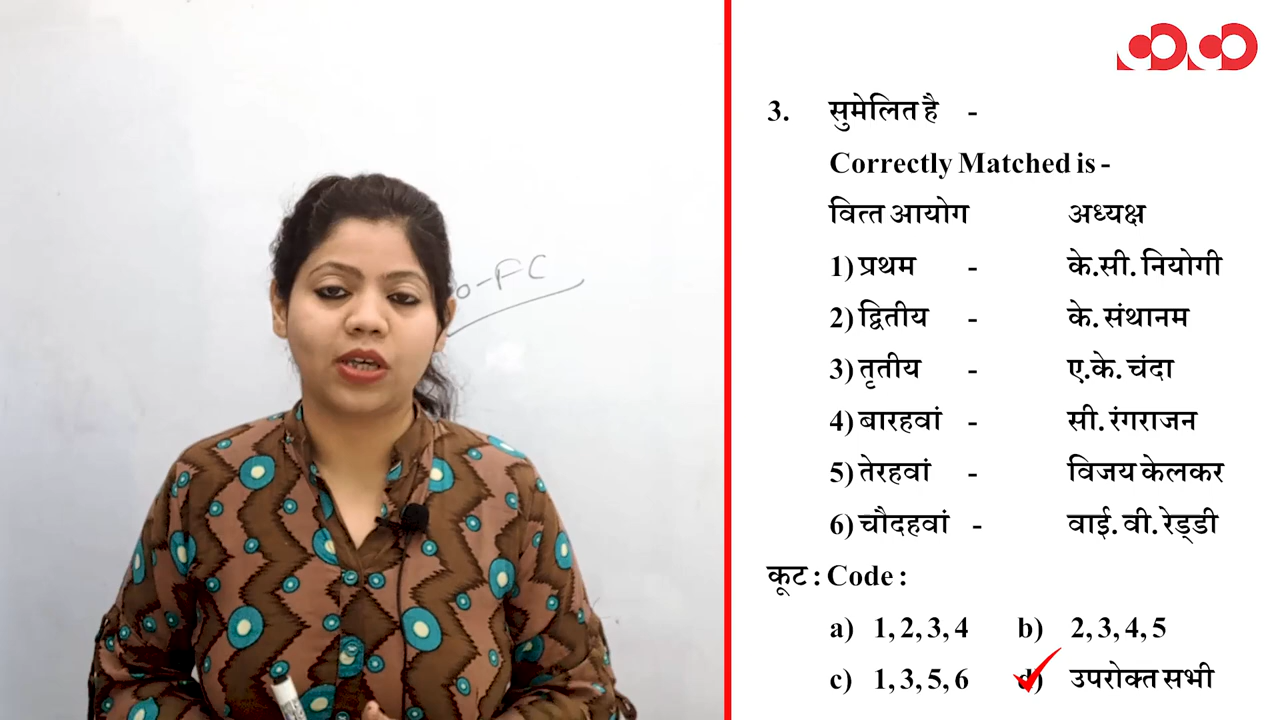 -FC
3. सुमेलित है -
Correctly Matched is -
वित्त आयोग अध्यक्ष
1) प्रथम - के.सी. नियोगी
2) द्वितीय - के. संथानम
3) तृतीय - ए.के. चंदा
4) बारहवां - सी. रंगराजन
5) तेरहवां - विजय केलकर
6) चौदहवां - वाई. वी. रेड्डी
कूट : Code :
a) 1, 2, 3, 4 b) 2, 3, 4, 5
c) 1, 3, 5, 6 d) उपरोक्त सभी